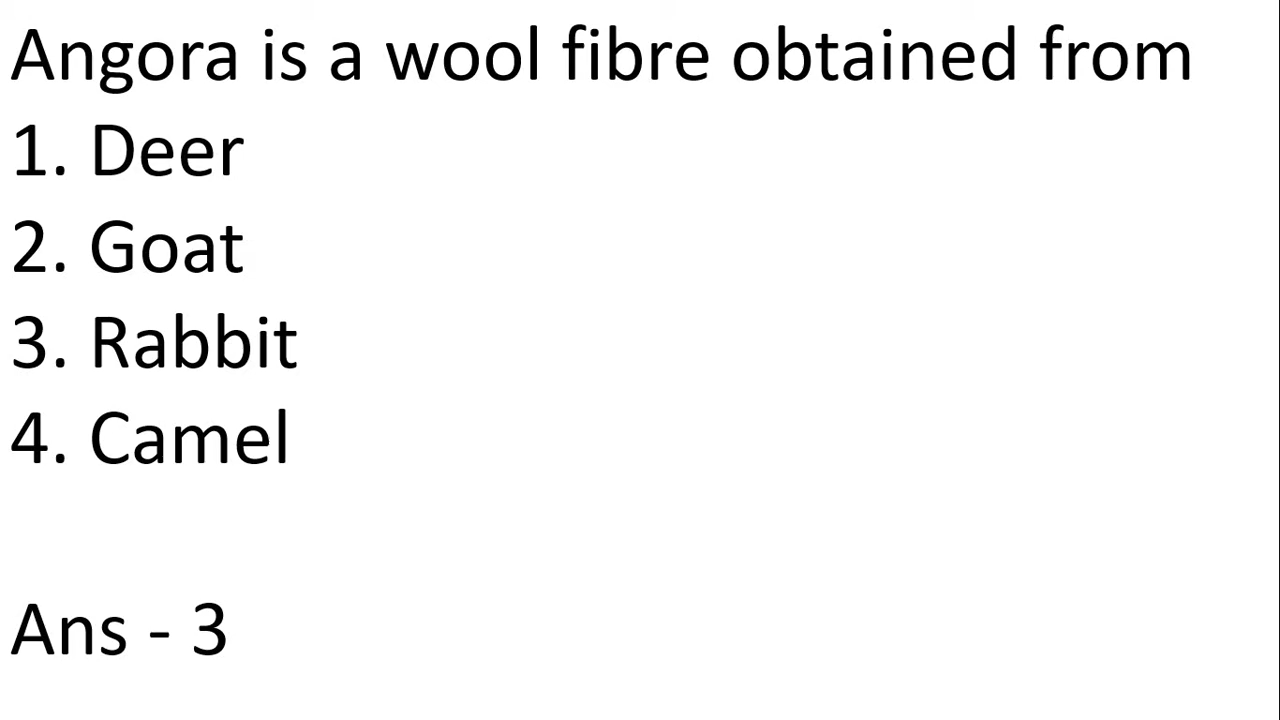 Angora is a wool fibre obtained from
1. Deer
2. Goat
3. Rabbit
4. Camel
Ans - 3